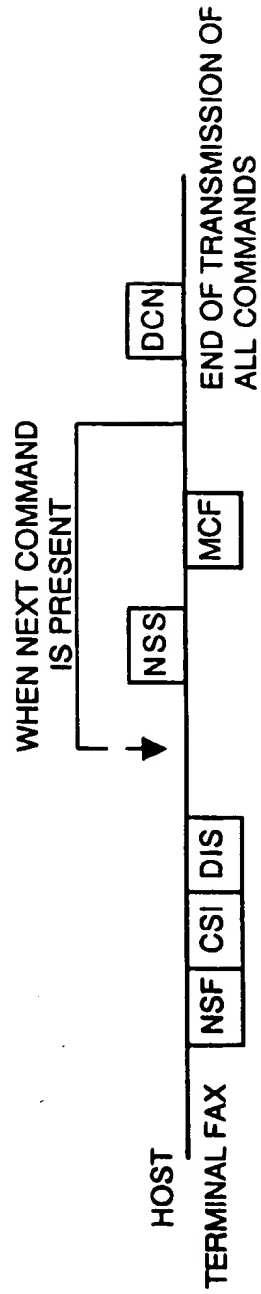 WHEN NEXT COMMAND
IS PRESENT
HOST
NSS
DCN
TERMINAL FAX
NSF CSI DIS
MCF
END OF TRANSMISSION OF
ALL COMMANDS